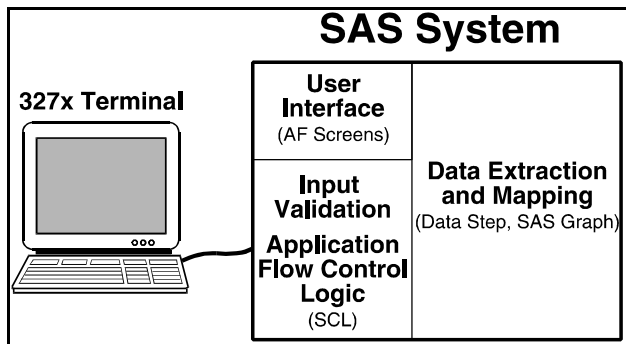 SAS System
327x Terminal
User
Interface
(AF Screens)
Input
Validation
Application
Flow Control
Logic
(SCL)
Data Extraction
and Mapping
(Data Step, SAS Graph)